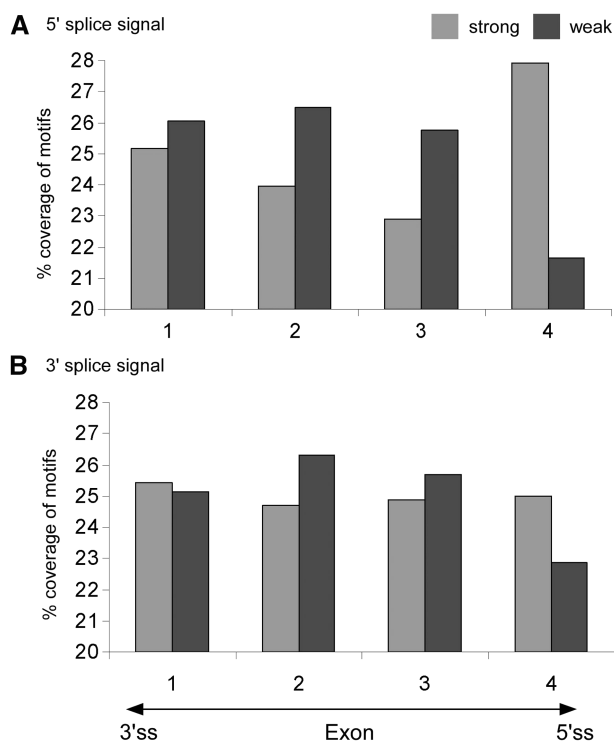 A 5' splice signal
strong weak
% coverage of motifs
28
27
26
25
24
23
22
21
20
1 2 3 4
B 3' splice signal
% coverage of motifs
28
27
26
25
24
23
22
21
20
1 2 3 4
3'ss Exon 5'ss